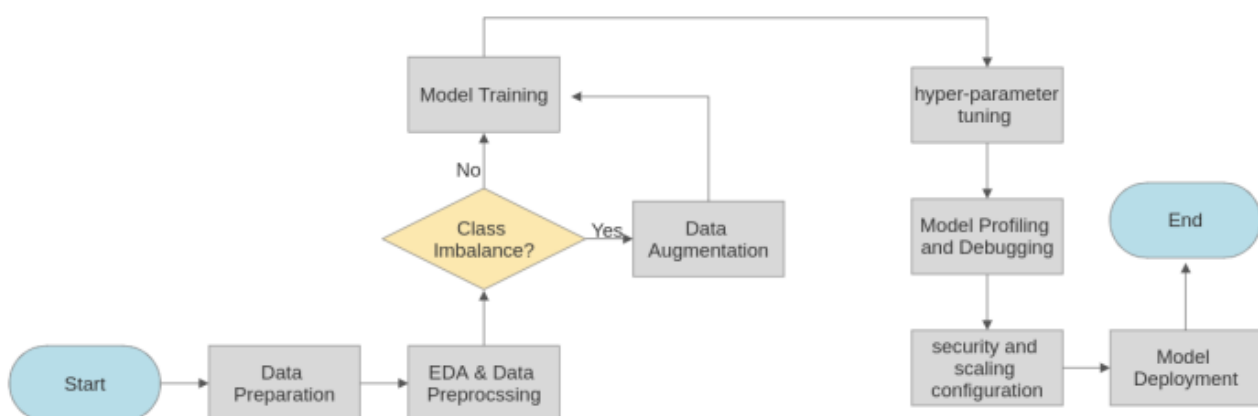 Start
Data
Preparation
EDA & Data
Preprocssing
Class
Imbalance?
No
Yes
Data
Augmentation
Model Training
hyper-parameter
tuning
Model Profiling
and Debugging
security and
scaling
configuration
Model
Deployment
End